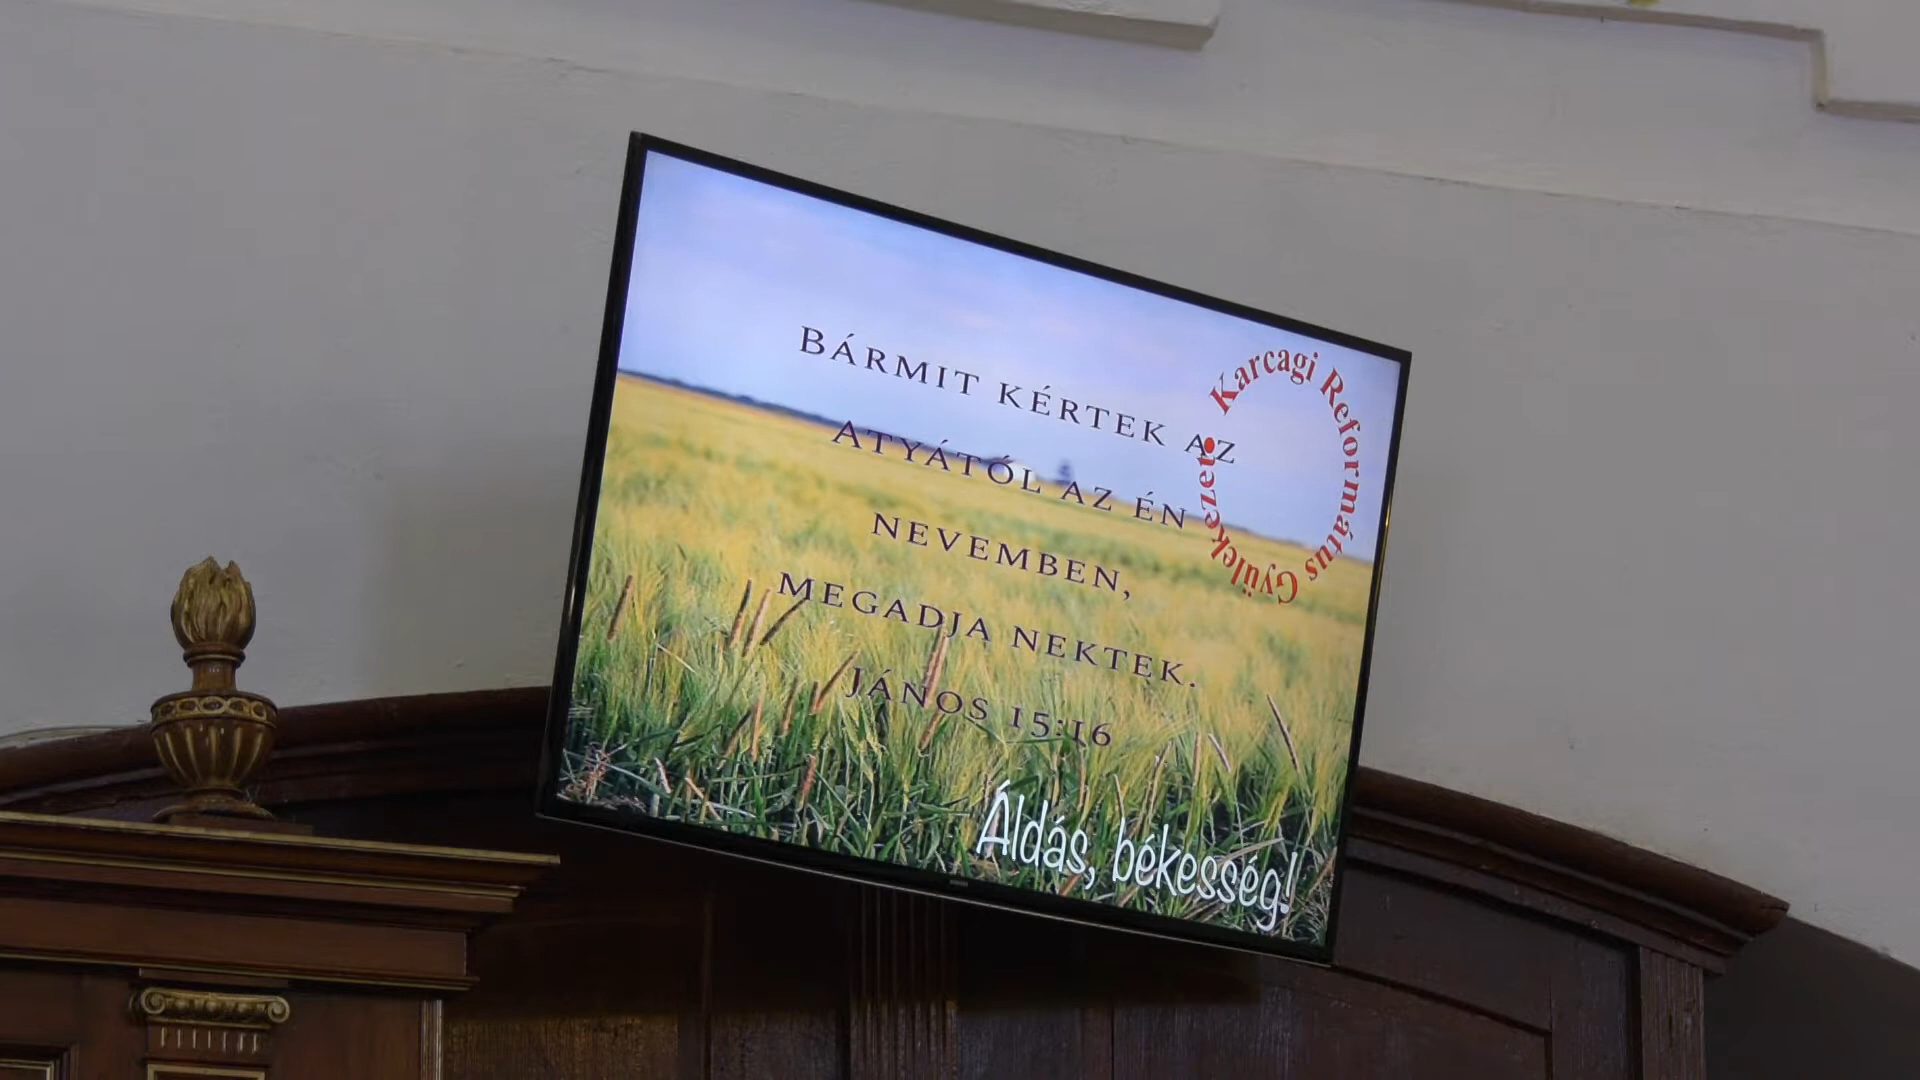 BÁRMIT KÉRTEK AZ
ATYÁTÓL AZ ÉN
NEVEMBEN,
MEGADJA NEKTEK.
JÁNOS 15:16
Karcagi Református Gyülekezet
Áldás, békesség!